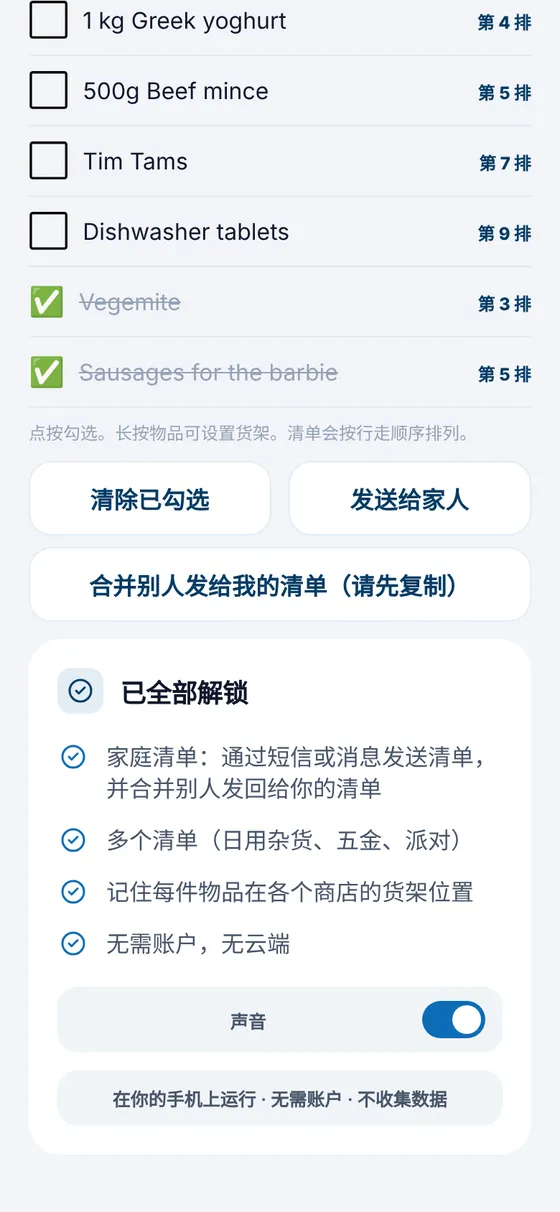 1 kg Greek yoghurt 第 4 排
500g Beef mince 第 5 排
Tim Tams 第 7 排
Dishwasher tablets 第 9 排
Vegemite 第 3 排
Sausages for the barbie 第 5 排
点按勾选。长按物品可设置货架。清单会按行走顺序排列。
清除已勾选 发送给家人
合并别人发给我的清单（请先复制）
已全部解锁
家庭清单：通过短信或消息发送清单，
并合并别人发回给你的清单
多个清单（日用杂货、五金、派对）
记住每件物品在各个商店的货架位置
无需账户，无云端
声音
在你的手机上运行 · 无需账户 · 不收集数据